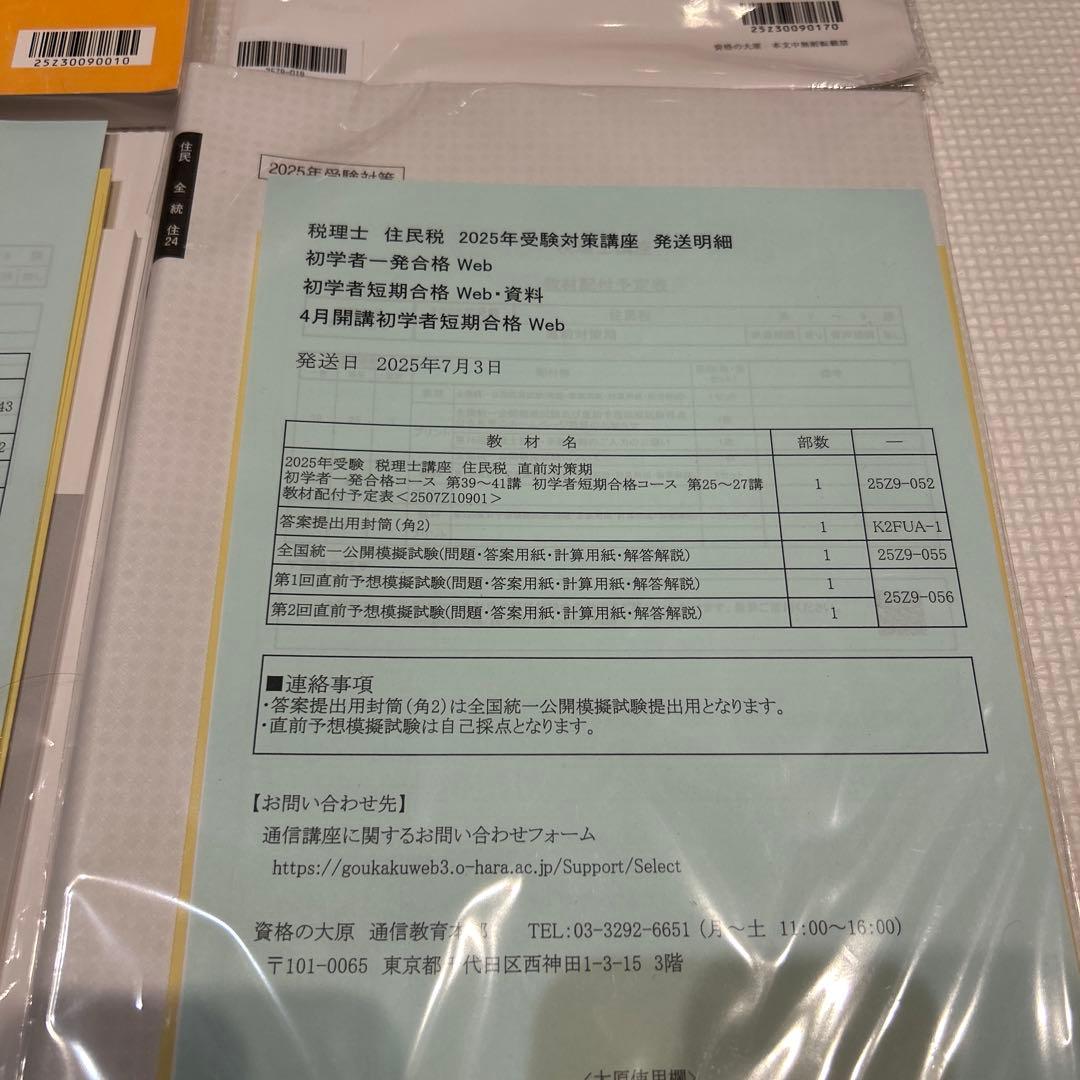 25Z30090010
25Z30090170
資格の大原 本文中無断転載禁
住民 全統 住24
2025年受験対策
税理士 住民税 2025年受験対策講座 発送明細
初学者一発合格 Web
初学者短期合格 Web・資料
4月開講初学者短期合格 Web
発送日 2025年7月3日
教 材 名 部数 ―
2025年受験 税理士講座 住民税 直前対策期
初学者一発合格コース 第39～41講 初学者短期合格コース 第25～27講
教材配付予定表<2507Z10901> 1 25Z9-052
答案提出用封筒(角2) 1 K2FUA-1
全国統一公開模擬試験(問題・答案用紙・計算用紙・解答解説) 1 25Z9-055
第1回直前予想模擬試験(問題・答案用紙・計算用紙・解答解説) 1 25Z9-056
第2回直前予想模擬試験(問題・答案用紙・計算用紙・解答解説) 1
■連絡事項
・答案提出用封筒(角2)は全国統一公開模擬試験提出用となります。
・直前予想模擬試験は自己採点となります。
【お問い合わせ先】
通信講座に関するお問い合わせフォーム
https://goukakuweb3.o-hara.ac.jp/Support/Select
資格の大原 通信教育本部 TEL:03-3292-6651 (月～土 11:00～16:00)
〒101-0065 東京都千代田区西神田1-3-15 3階